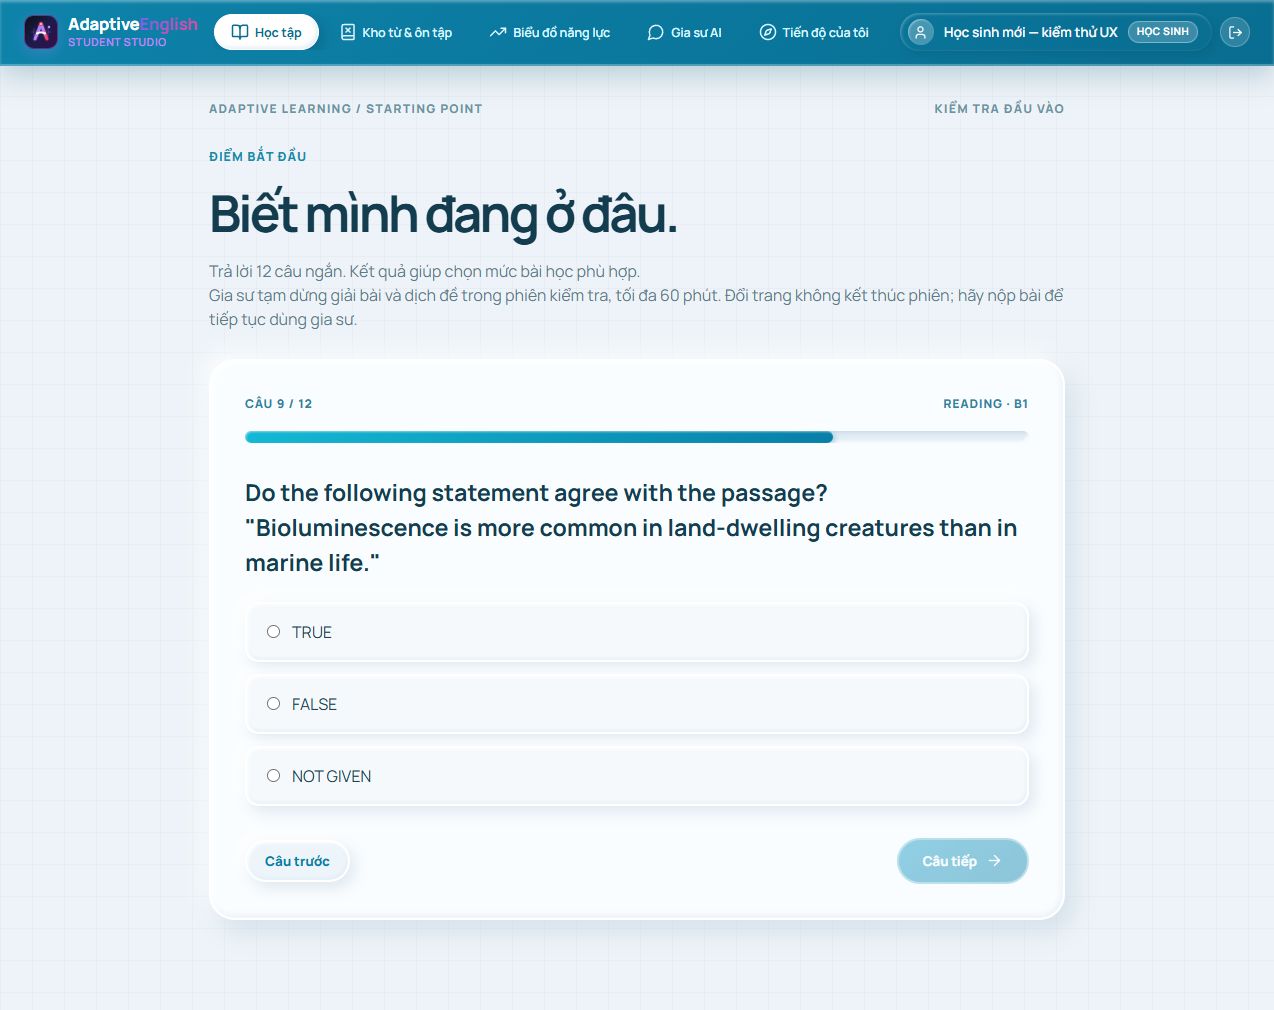 AdaptiveEnglish
STUDENT STUDIO
Học tập
Kho từ & ôn tập
Biểu đồ năng lực
Gia sư AI
Tiến độ của tôi
Học sinh mới — kiểm thử UX
HỌC SINH
ADAPTIVE LEARNING / STARTING POINT
KIỂM TRA ĐẦU VÀO
ĐIỂM BẮT ĐẦU
Biết mình đang ở đâu.
Trả lời 12 câu ngắn. Kết quả giúp chọn mức bài học phù hợp.
Gia sư tạm dừng giải bài và dịch đề trong phiên kiểm tra, tối đa 60 phút. Đổi trang không kết thúc phiên; hãy nộp bài để
tiếp tục dùng gia sư.
CÂU 9 / 12
READING · B1
Do the following statement agree with the passage?
"Bioluminescence is more common in land-dwelling creatures than in
marine life."
TRUE
FALSE
NOT GIVEN
Câu trước
Câu tiếp